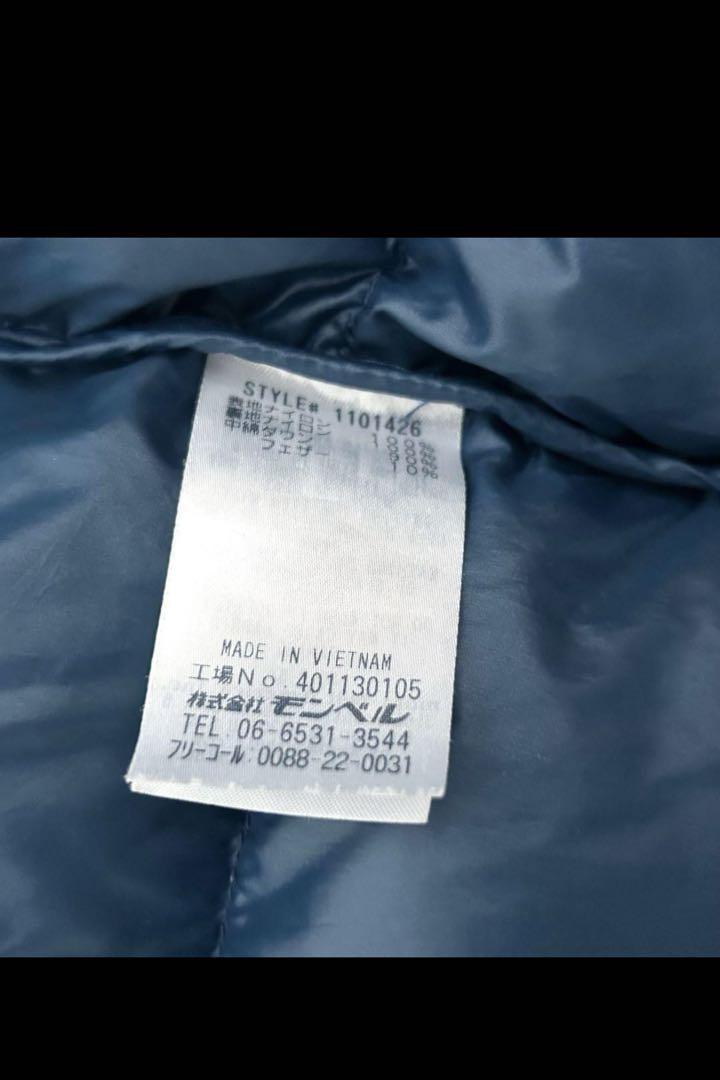 STYLE# 1101426
表地 ナイロン 100%
裏地 ナイロン 100%
中綿 ダウン 90%
フェザー 10%
MADE IN VIETNAM
工場No. 401130105
株式会社モンベル
TEL.06-6531-3544
フリーコール:0088-22-0031